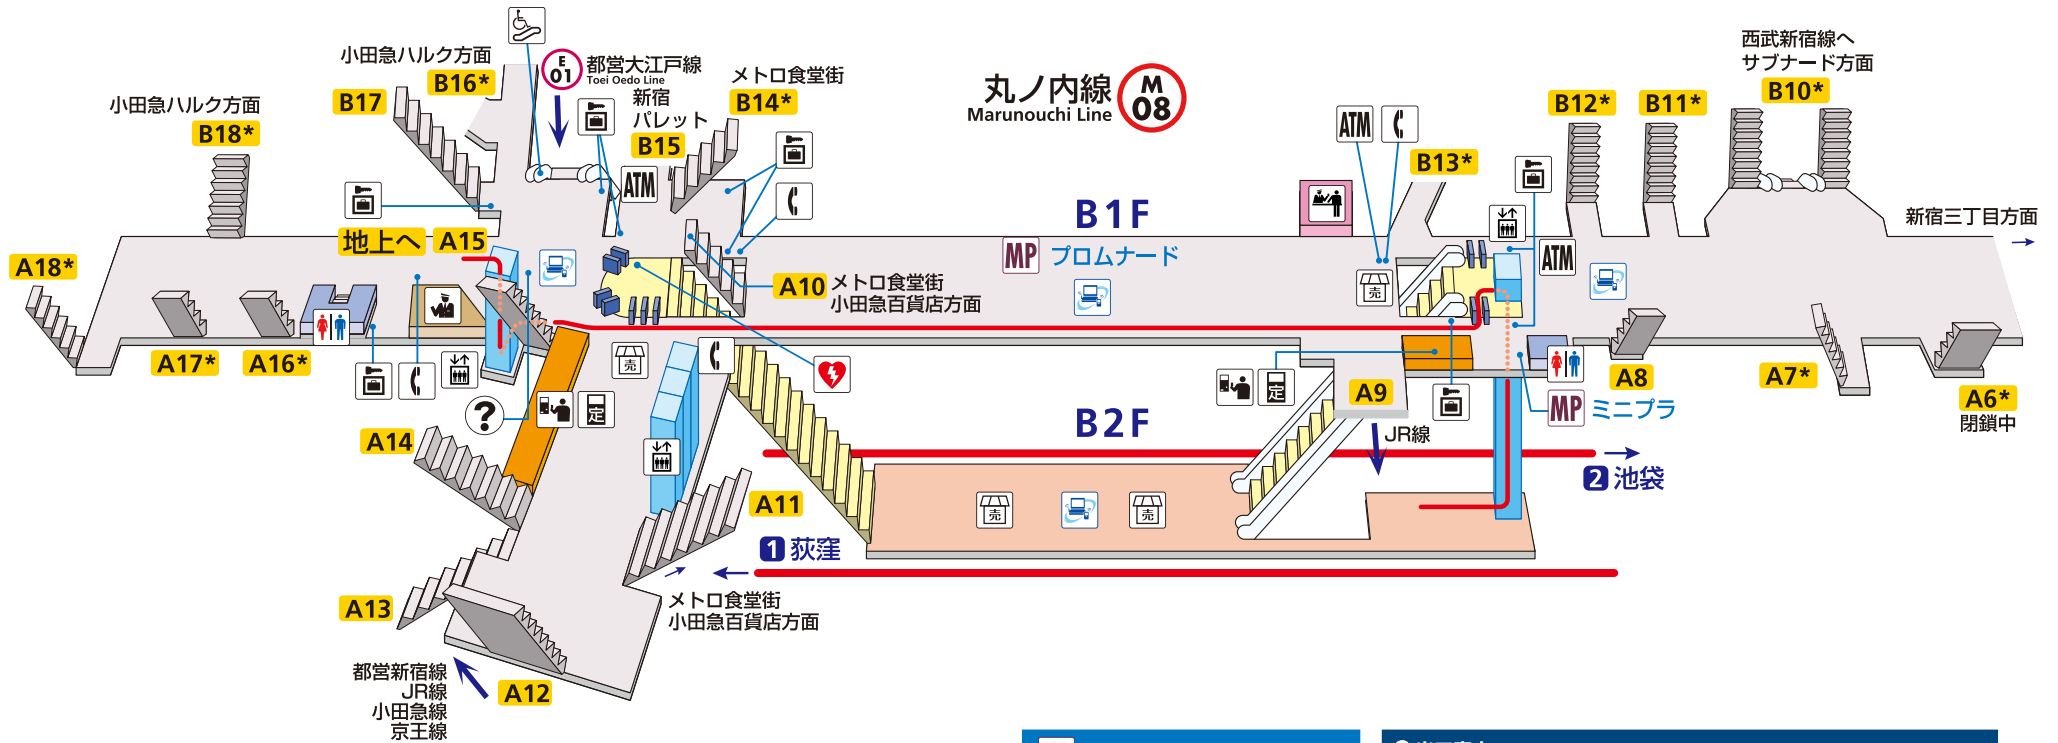 小田急ハルク方面
B18*
小田急ハルク方面
B17
B16*
E
01
都営大江戸線
Toei Oedo Line
新宿
パレット
B15
メトロ食堂街
B14*
丸ノ内線
Marunouchi Line
M
08
ATM
B13*
B12*
B11*
西武新宿線へ
サブナード方面
B10*
新宿三丁目方面
ATM
地上へ
A15
A18*
A17*
A16*
A10
メトロ食堂街
小田急百貨店方面
B1F
MP プロムナード
売
ATM
売
定
?
A14
A13
A12
A11
都営新宿線
JR線
小田急線
京王線
メトロ食堂街
小田急百貨店方面
1 荻窪
B2F
売
売
定
A9
JR線
2 池袋
MP ミニプラ
A8
A7*
A6*
閉鎖中